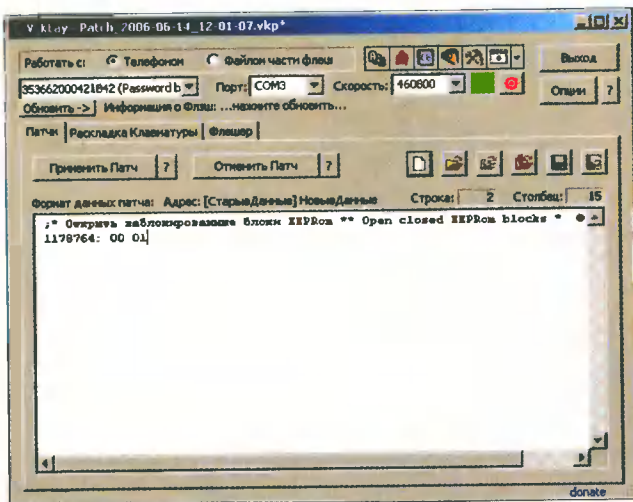 V_klay - Patch_2006-06-14_12-01-07.vkp*
Работать с: Телефоном Файлом части флеш Выход
353662000421842 (Password b Порт: COM3 Скорость: 460800 Опции ?
Обновить -> Информация о Флэш: ...нажмите обновить...
Патчи Раскладка Клавиатуры Флешер
Применить Патч ? Отменить Патч ?
Формат данных патча: Адрес: [СтарыеДанные] НовыеДанные Строка: 2 Столбец: 15
;* Открыть заблокированные блоки EEPRom ** Open closed EEPRom blocks *
1178764: 00 01
donate